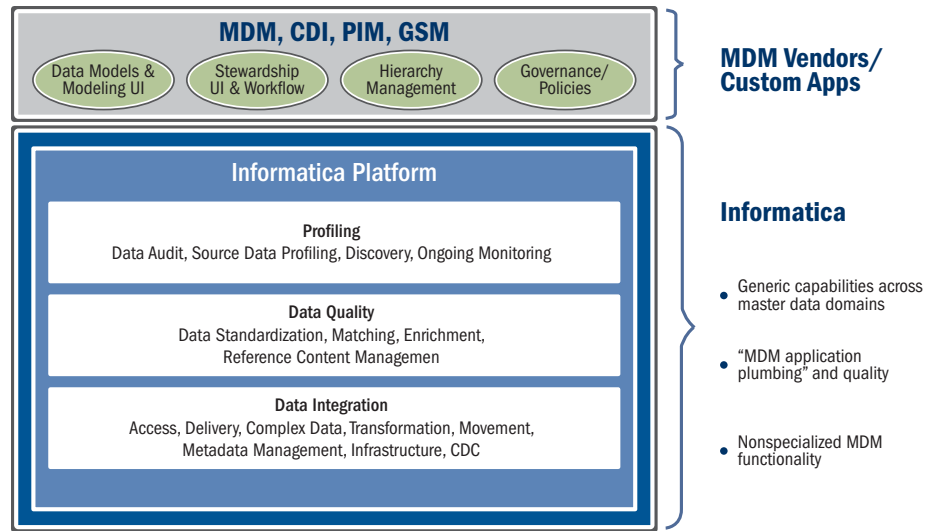 MDM, CDI, PIM, GSM
Data Models &
Modeling UI
Stewardship
UI & Workflow
Hierarchy
Management
Governance/
Policies
MDM Vendors/
Custom Apps
Informatica Platform
Profiling
Data Audit, Source Data Profiling, Discovery, Ongoing Monitoring
Data Quality
Data Standardization, Matching, Enrichment,
Reference Content Managemen
Data Integration
Access, Delivery, Complex Data, Transformation, Movement,
Metadata Management, Infrastructure, CDC
Informatica
• Generic capabilities across
master data domains
• “MDM application
plumbing” and quality
• Nonspecialized MDM
functionality